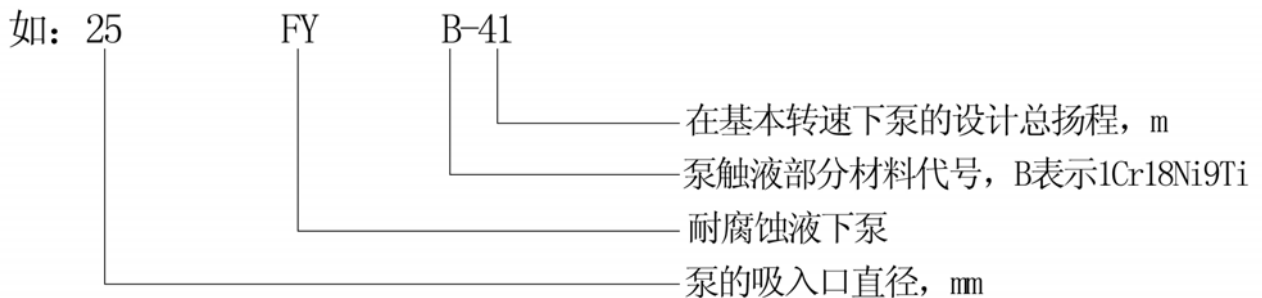 如：25 FY B-41
在基本转速下泵的设计总扬程，m
泵触液部分材料代号，B表示1Cr18Ni9Ti
耐腐蚀液下泵
泵的吸入口直径，mm